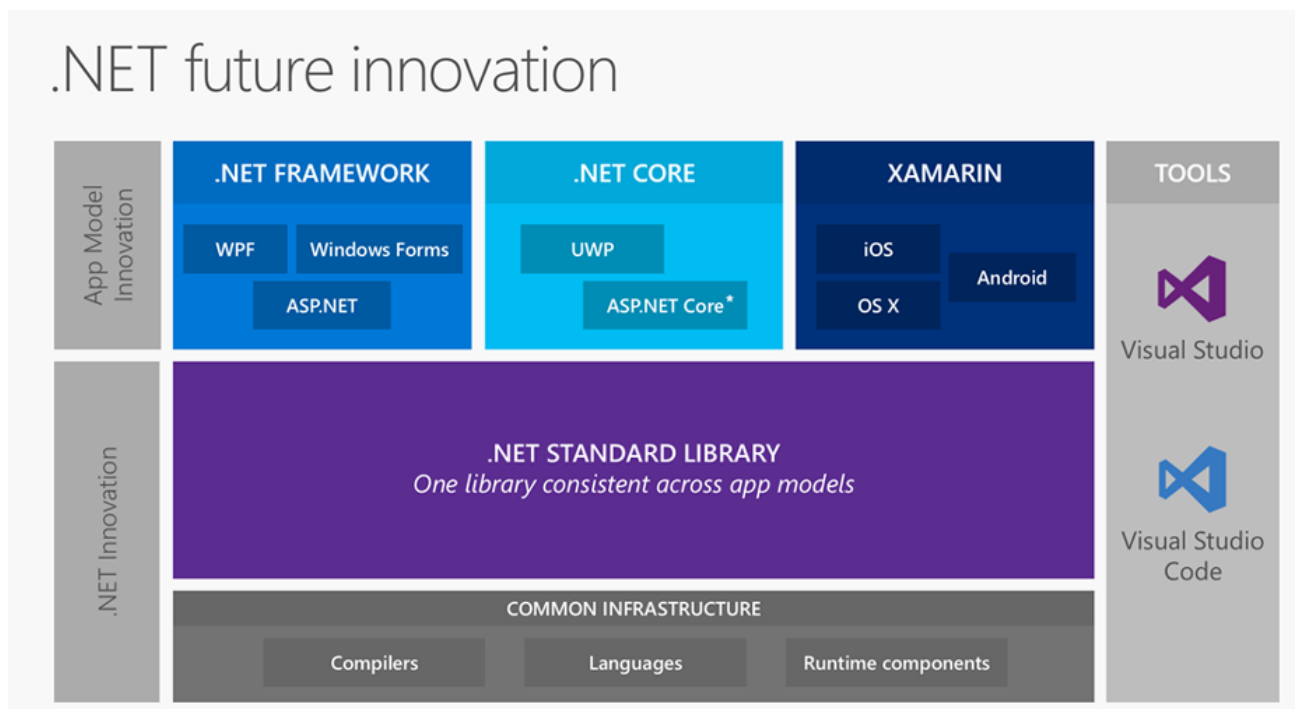 .NET future innovation
App Model
Innovation
.NET FRAMEWORK
WPF
Windows Forms
ASP.NET
.NET CORE
UWP
ASP.NET Core*
XAMARIN
iOS
Android
OS X
TOOLS
Visual Studio
Visual Studio
Code
.NET Innovation
.NET STANDARD LIBRARY
One library consistent across app models
COMMON INFRASTRUCTURE
Compilers
Languages
Runtime components